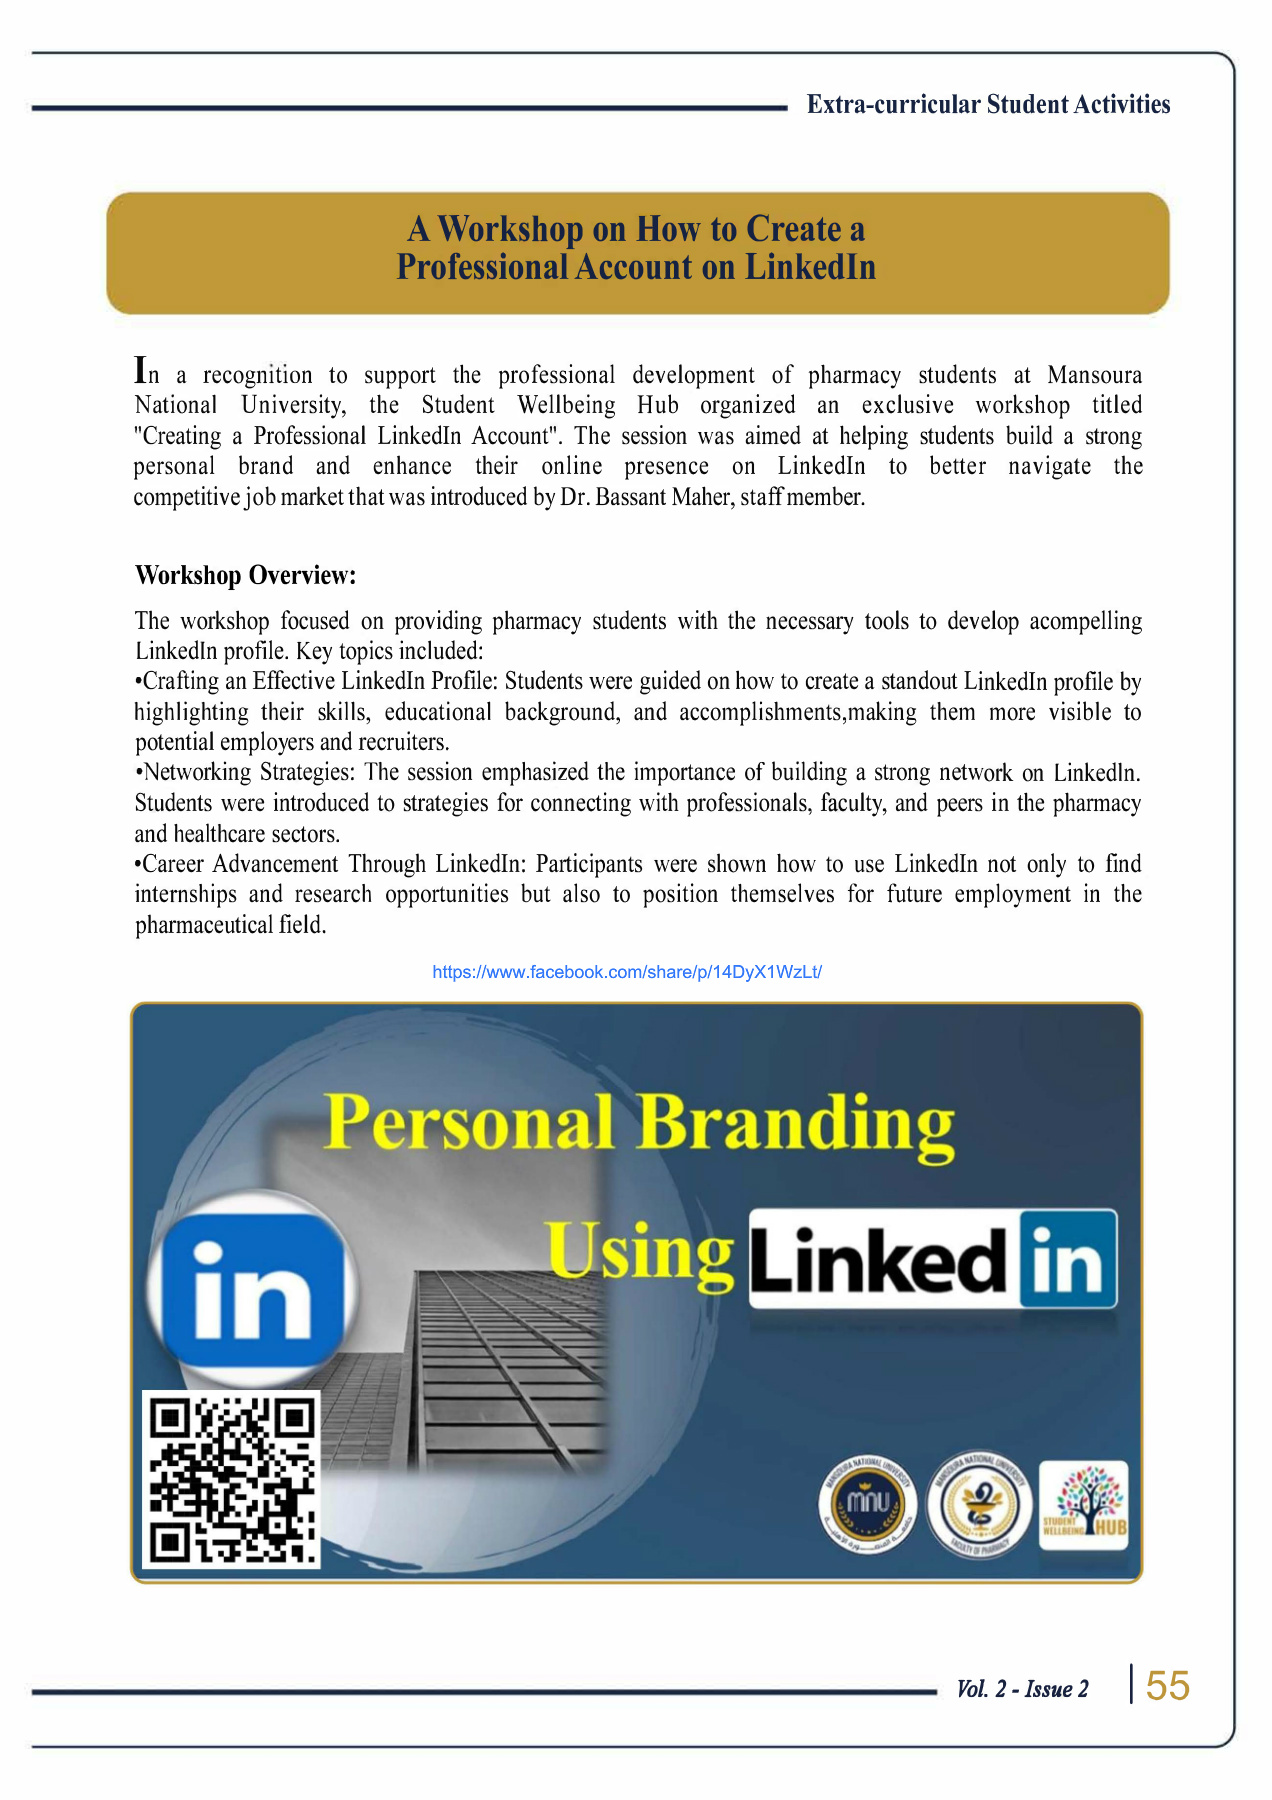 Extra-curricular Student Activities
A Workshop on How to Create a
Professional Account on LinkedIn
In a recognition to support the professional development of pharmacy students at Mansoura
National University, the Student Wellbeing Hub organized an exclusive workshop titled
"Creating a Professional LinkedIn Account". The session was aimed at helping students build a strong
personal brand and enhance their online presence on LinkedIn to better navigate the
competitive job market that was introduced by Dr. Bassant Maher, staff member.
Workshop Overview:
The workshop focused on providing pharmacy students with the necessary tools to develop acompelling
LinkedIn profile. Key topics included:
•Crafting an Effective LinkedIn Profile: Students were guided on how to create a standout LinkedIn profile by
highlighting their skills, educational background, and accomplishments,making them more visible to
potential employers and recruiters.
•Networking Strategies: The session emphasized the importance of building a strong network on LinkedIn.
Students were introduced to strategies for connecting with professionals, faculty, and peers in the pharmacy
and healthcare sectors.
•Career Advancement Through LinkedIn: Participants were shown how to use LinkedIn not only to find
internships and research opportunities but also to position themselves for future employment in the
pharmaceutical field.
https://www.facebook.com/share/p/14DyX1WzLt/
Personal Branding
Using Linked in
in
MANSOURA NATIONAL UNIVERSITY
mnu
MANSOURA NATIONAL UNIVERSITY
FACULTY OF PHARMACY
STUDENT
WELLBEING HUB
Vol. 2 - Issue 2
55